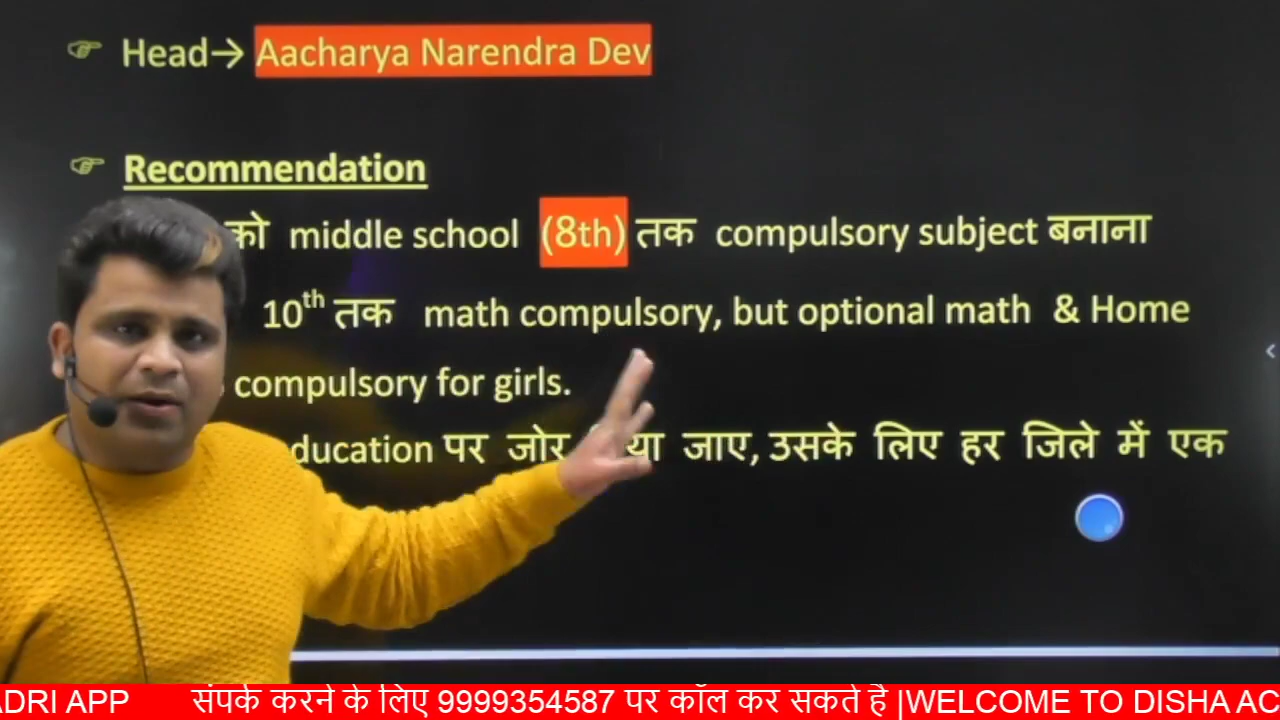 ☞ Head→ Aacharya Narendra Dev
☞ Recommendation
को middle school (8th) तक compulsory subject बनाना
10th तक math compulsory, but optional math & Home
compulsory for girls.
ducation पर जोर जाए, उसके लिए हर जिले में एक
ADRI APP संपर्क करने के लिए 9999354587 पर कॉल कर सकते है |WELCOME TO DISHA AC